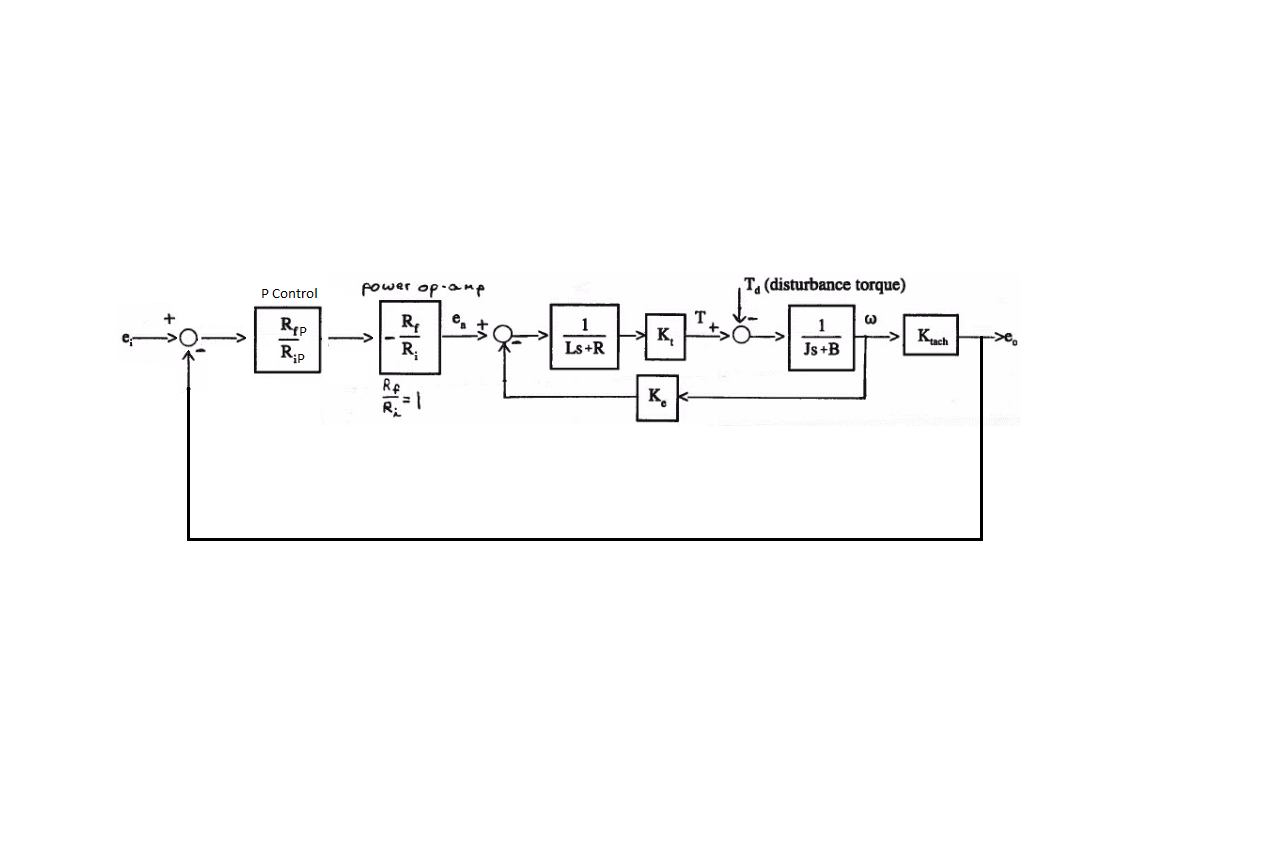 T_d (disturbance torque)
P Control
power op-amp
e_i
+
-
R_fP
R_iP
-
R_f
R_i
e_a
+
-
1
Ls+R
K_t
T
+
-
1
Js+B
ω
K_tach
e_o
R_f
R_i
=1
K_e